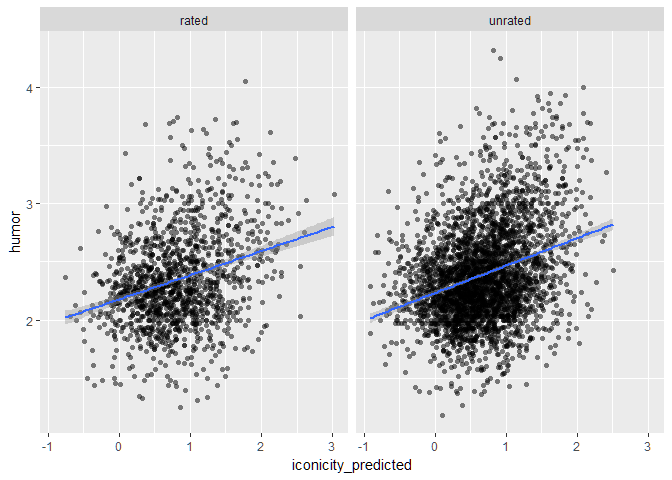 rated unrated
4
3
2
humor
-1 0 1 2 3 -1 0 1 2 3
iconicity_predicted